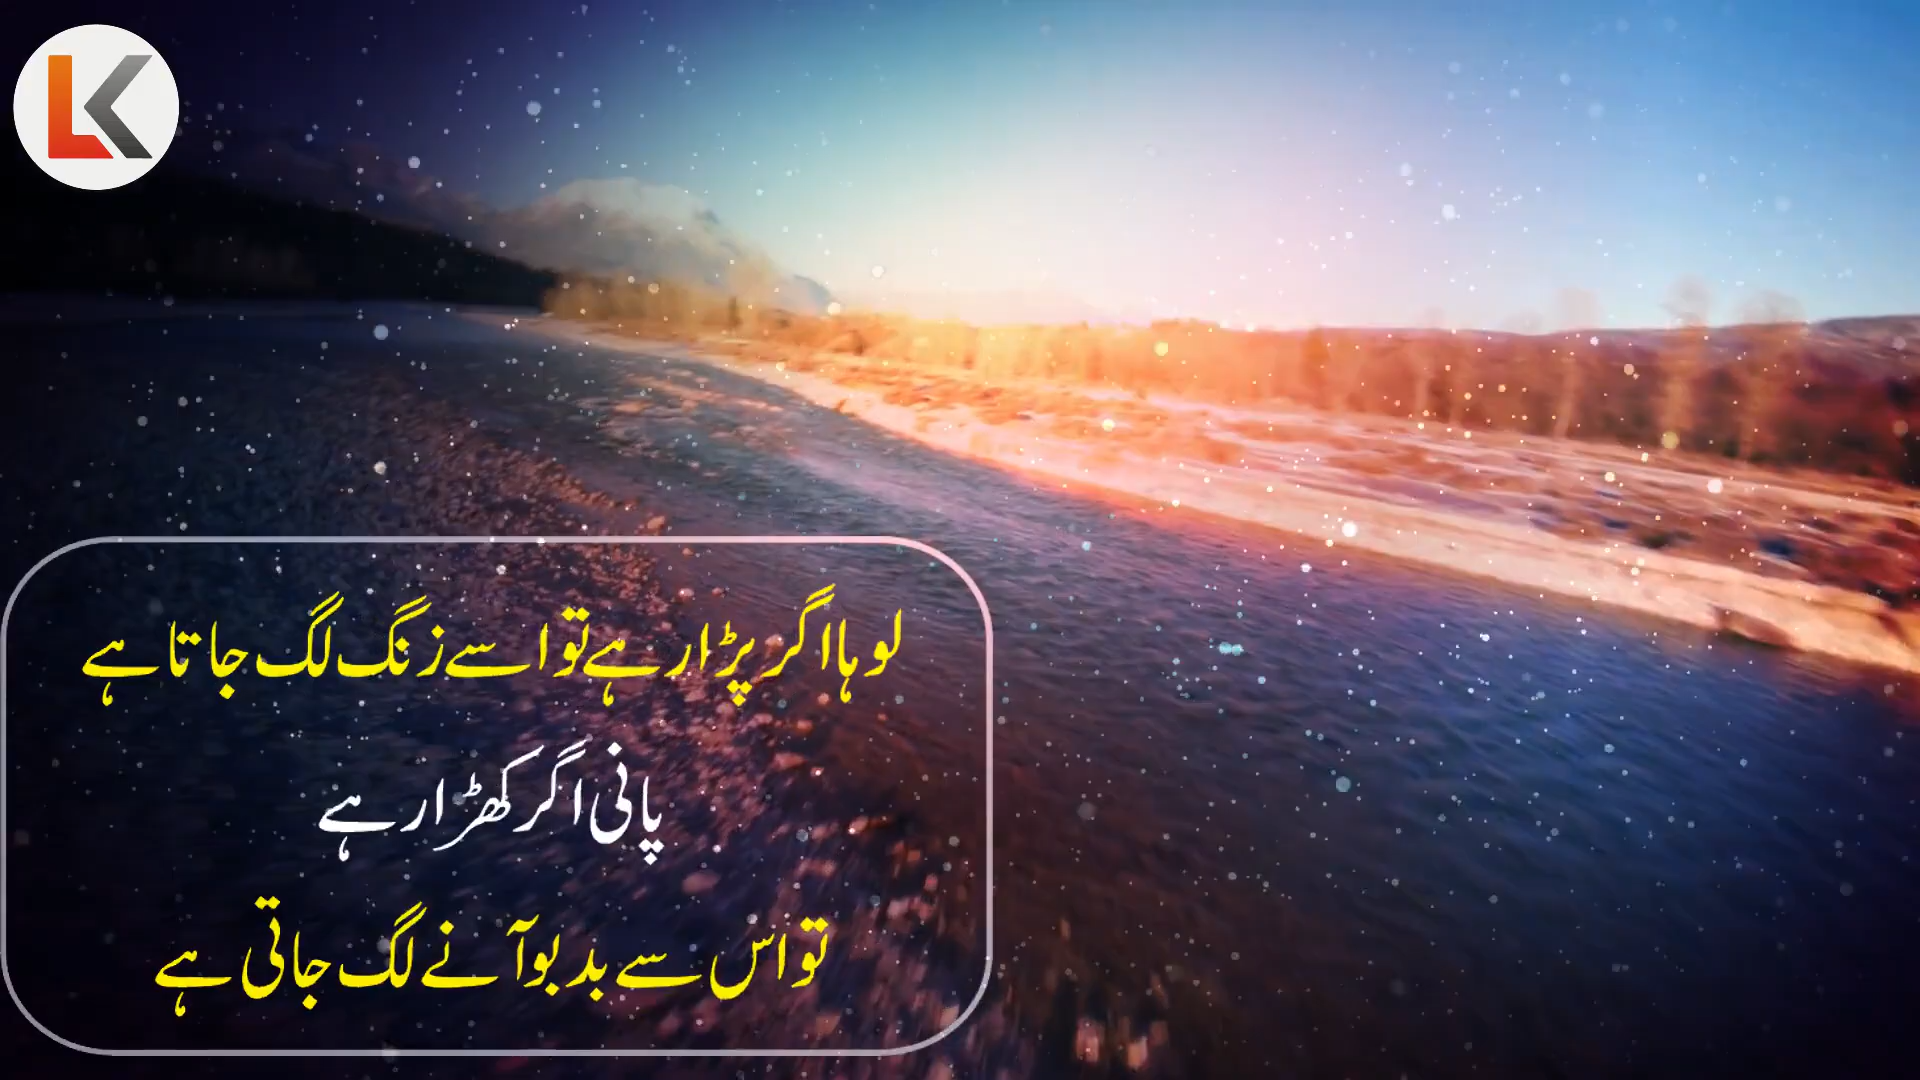 LK
لوہا اگر پڑا رہے تو اسے زنگ لگ جاتا ہے
پانی اگر کھڑا رہے
تو اس سے بدبو آنے لگ جاتی ہے